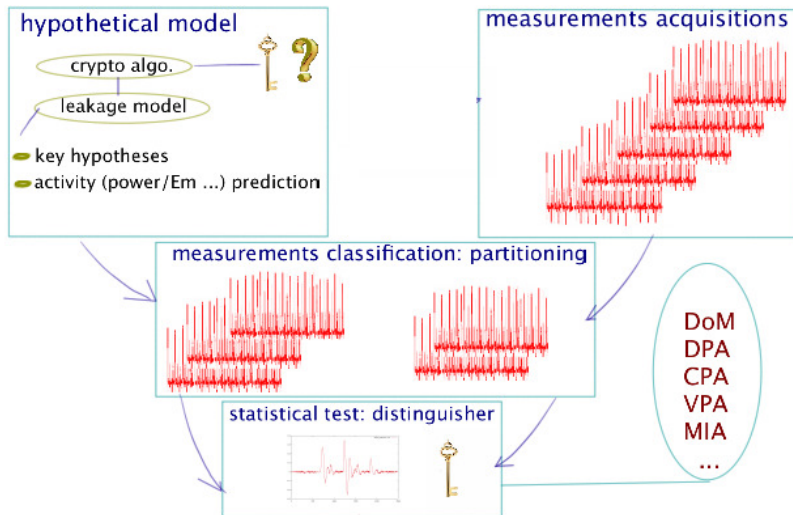 hypothetical model
crypto algo.
leakage model
key hypotheses
activity (power/Em ...) prediction
measurements acquisitions
measurements classification: partitioning
statistical test: distinguisher
DoM
DPA
CPA
VPA
MIA
...